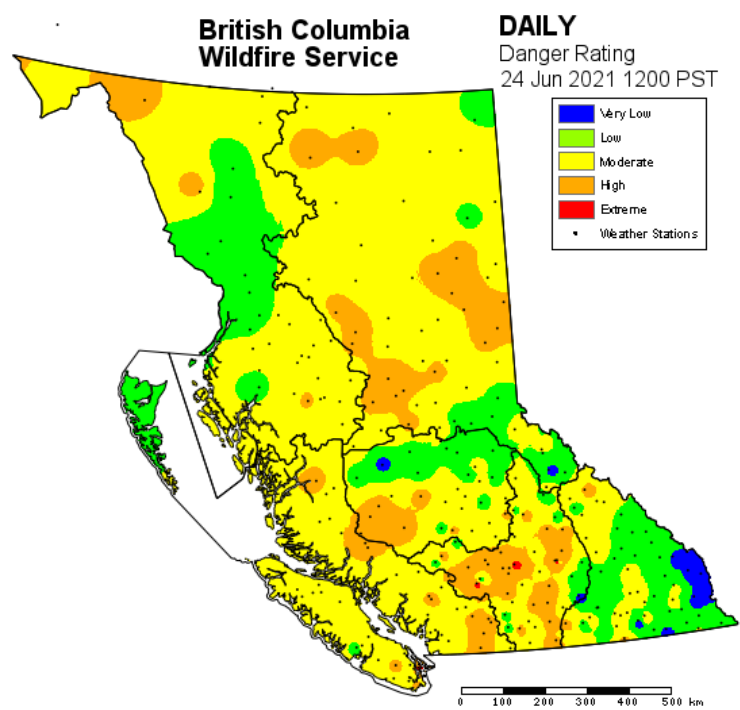 British Columbia
Wildfire Service
DAILY
Danger Rating
24 Jun 2021 1200 PST
Very Low
Low
Moderate
High
Extreme
Weather Stations
0 100 200 300 400 500 km